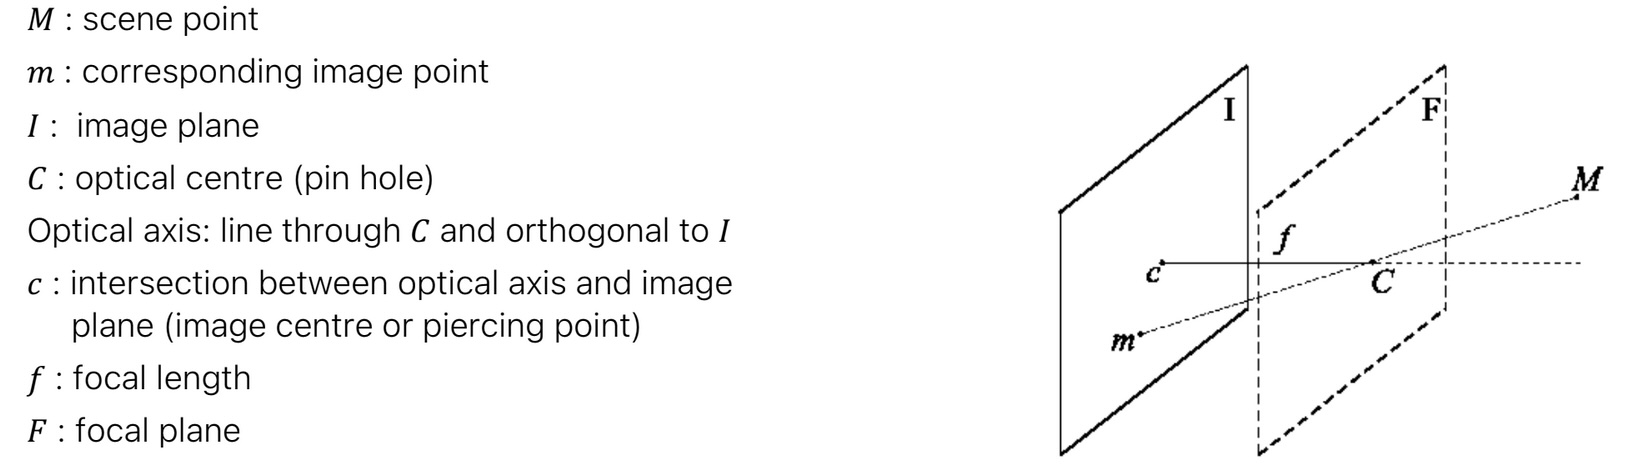 M : scene point
m : corresponding image point
I : image plane
C : optical centre (pin hole)
Optical axis: line through C and orthogonal to I
c : intersection between optical axis and image
plane (image centre or piercing point)
f : focal length
F : focal plane
I
F
M
f
c
C
m